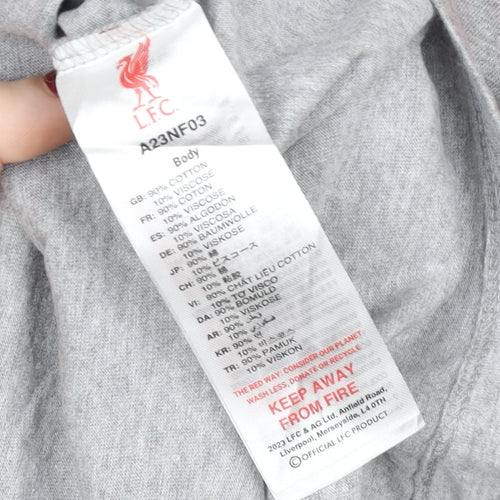 L.F.C.
A23NF03
Body
GB: 90% COTTON
10% VISCOSE
FR: 90% COTON
10% VISCOSE
ES: 90% ALGODON
10% VISCOSA
DE: 90% BAUMWOLLE
10% VISKOSE
JP: 90% 綿
10% ビスコース
CH: 90% 棉
10% 粘胶
VI: 90% CHẤT LIỆU COTTON
10% TƠ VISCO
DA: 90% BOMULD
10% VISKOSE
AR: 90%
10%
KR: 90% 면
10% 비스코스
TR: 90% PAMUK
10% VISKON
THE RED WAY: CONSIDER OUR PLANET.
WASH LESS, DONATE OR RECYCLE.
KEEP AWAY
FROM FIRE
2023 LFC & AG Ltd, Anfield Road,
Liverpool, Merseyside, L4 0TH
©OFFICIAL LFC PRODUCT